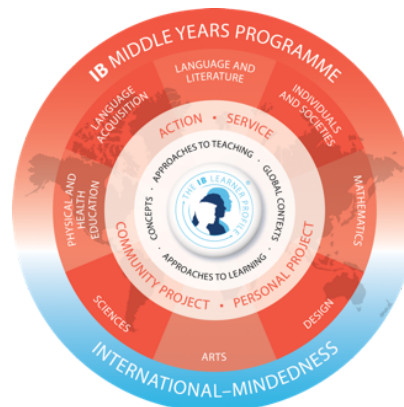 IB MIDDLE YEARS PROGRAMME
LANGUAGE AND
LITERATURE
INDIVIDUALS
AND SOCIETIES
MATHEMATICS
DESIGN
ARTS
SCIENCES
PHYSICAL AND
HEALTH
EDUCATION
LANGUAGE
ACQUISITION
ACTION • SERVICE
COMMUNITY PROJECT • PERSONAL PROJECT
APPROACHES TO TEACHING · GLOBAL CONTEXTS · APPROACHES TO LEARNING · CONCEPTS ·
THE IB LEARNER PROFILE
INTERNATIONAL–MINDEDNESS